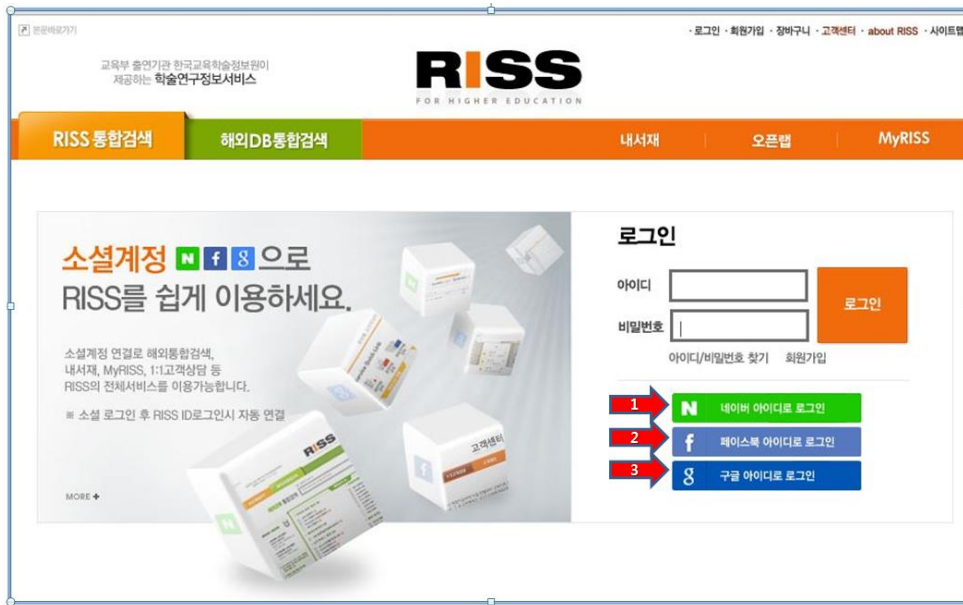 본문바로가기
· 로그인 · 회원가입 · 장바구니 · 고객센터 · about RISS · 사이트맵
교육부 출연기관 한국교육학술정보원이
제공하는 학술연구정보서비스
RISS
FOR HIGHER EDUCATION
RISS 통합검색
해외DB통합검색
내서재
오픈랩
MyRISS
소셜계정 N f 8 으로
RISS를 쉽게 이용하세요.
소셜계정 연결로 해외통합검색,
내서재, MyRISS, 1:1고객상담 등
RISS의 전체서비스를 이용가능합니다.
※ 소셜 로그인 후 RISS ID로그인시 자동 연결
MORE +
RISS
고객센터
로그인
아이디
비밀번호
로그인
아이디/비밀번호 찾기 회원가입
1 N 네이버 아이디로 로그인
2 f 페이스북 아이디로 로그인
3 8 구글 아이디로 로그인